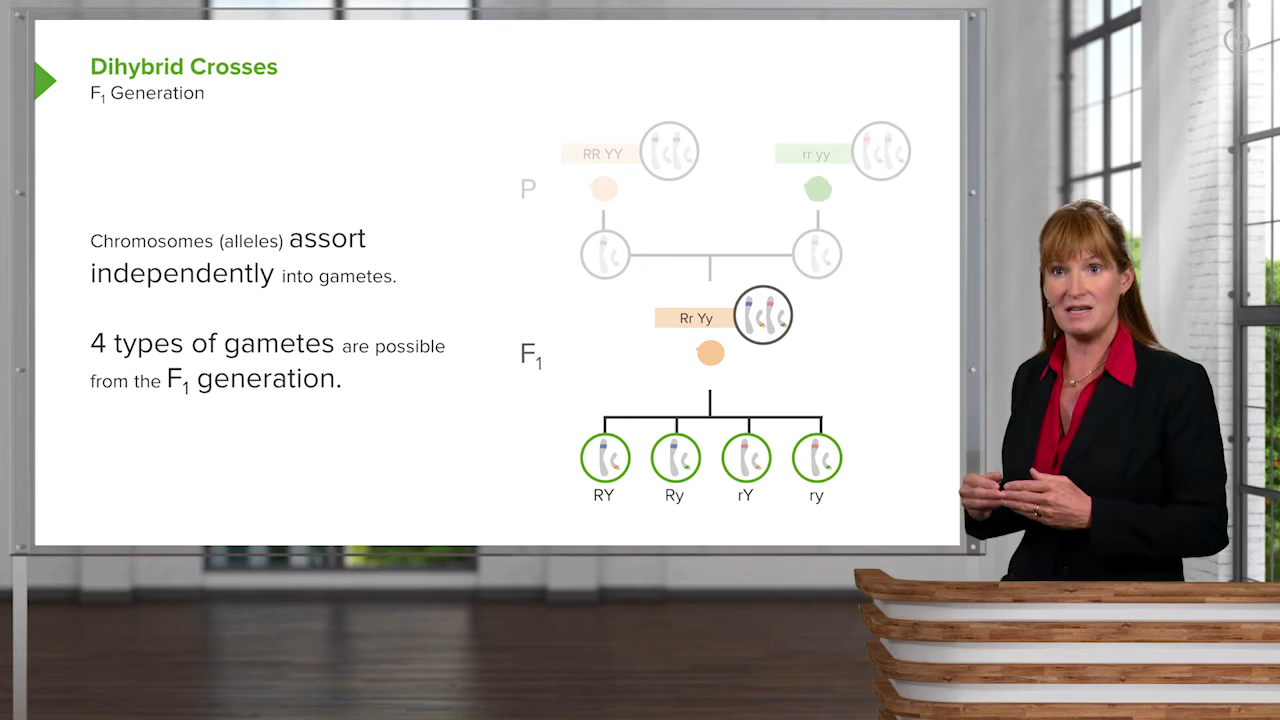 Dihybrid Crosses
F₁ Generation
RR YY
rr yy
P
Chromosomes (alleles) assort
independently into gametes.
Rr Yy
4 types of gametes are possible
from the F₁ generation.
F₁
RY Ry rY ry